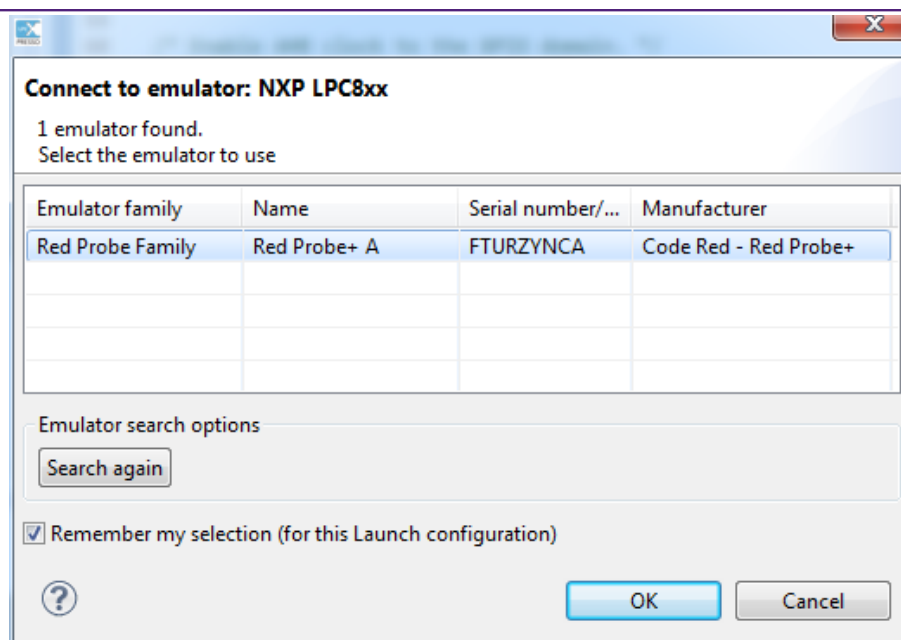 Connect to emulator: NXP LPC8xx
1 emulator found.
Select the emulator to use
Emulator family Name Serial number/... Manufacturer
Red Probe Family Red Probe+ A FTURZYNCA Code Red - Red Probe+
Emulator search options
Search again
Remember my selection (for this Launch configuration)
? OK Cancel